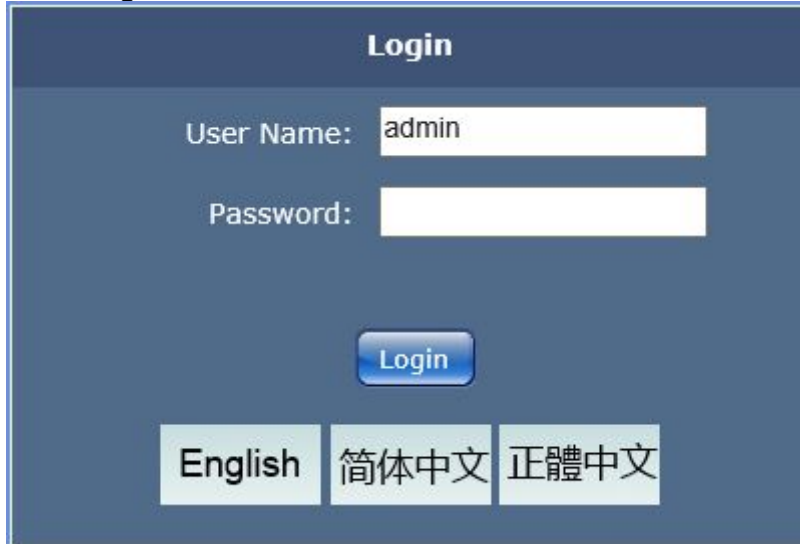 Login
User Name: admin
Password:
Login
English 简体中文 正體中文